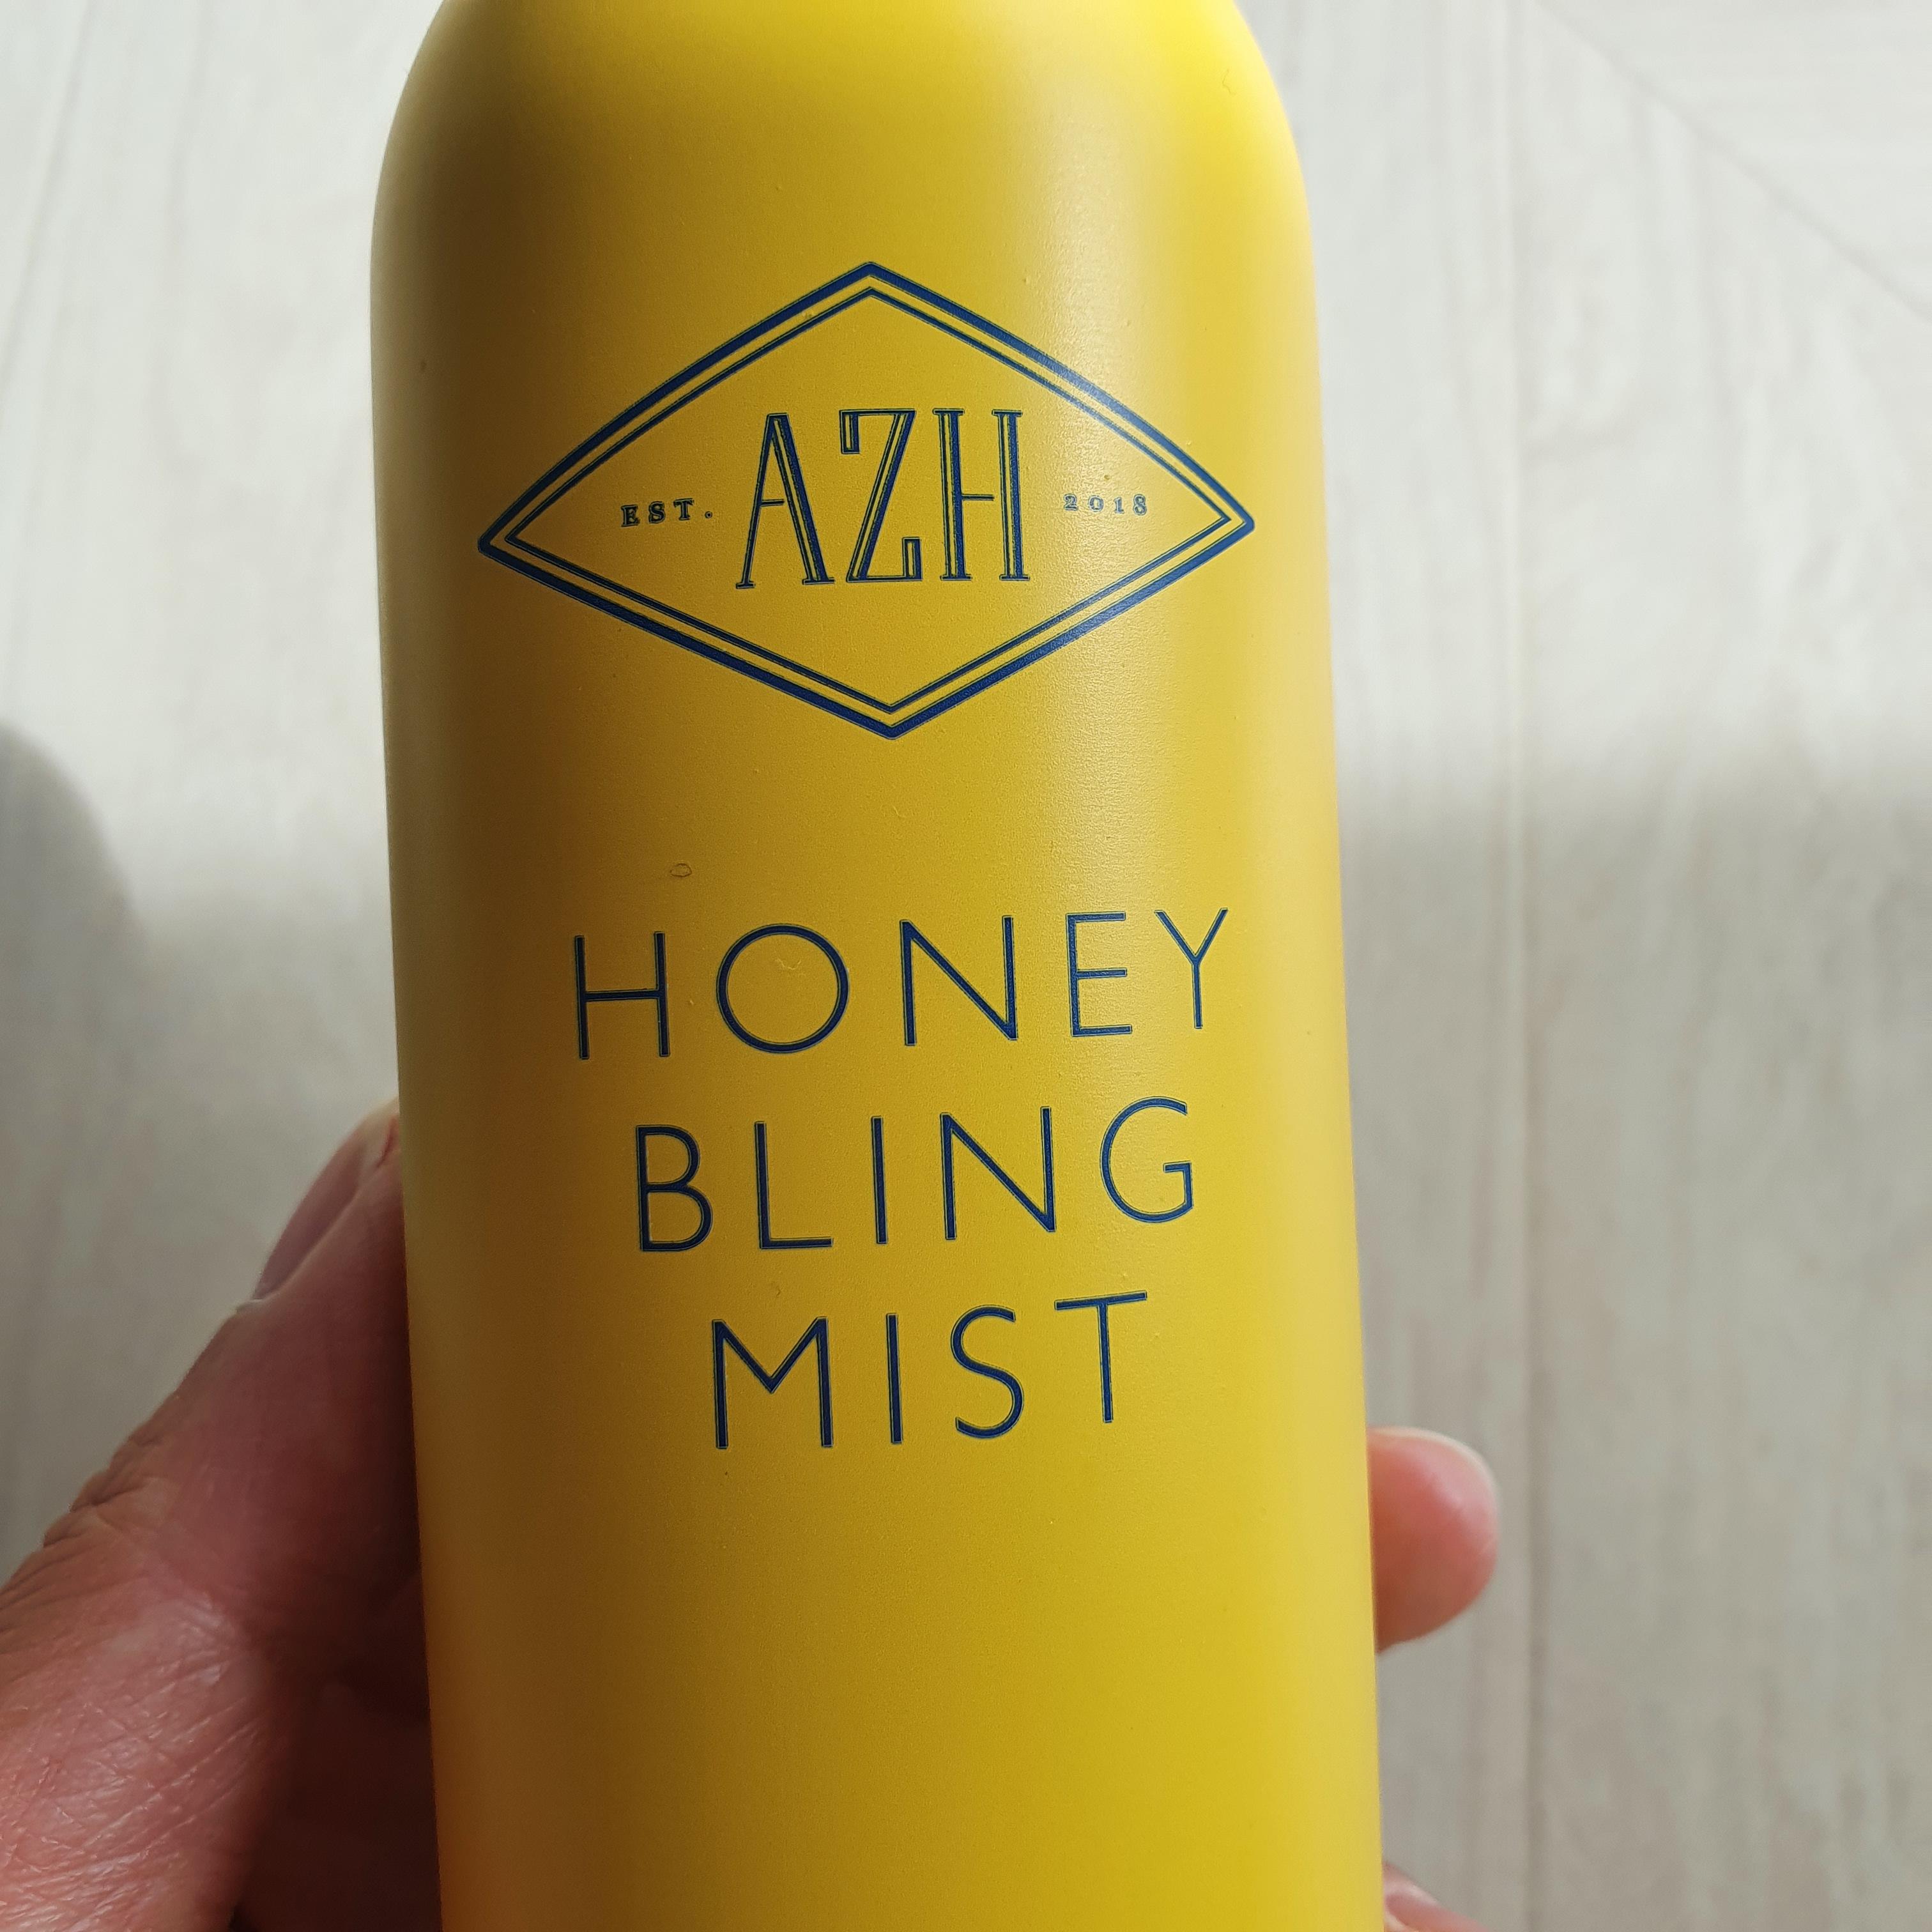 EST. AZH 2018
HONEY
BLING
MIST